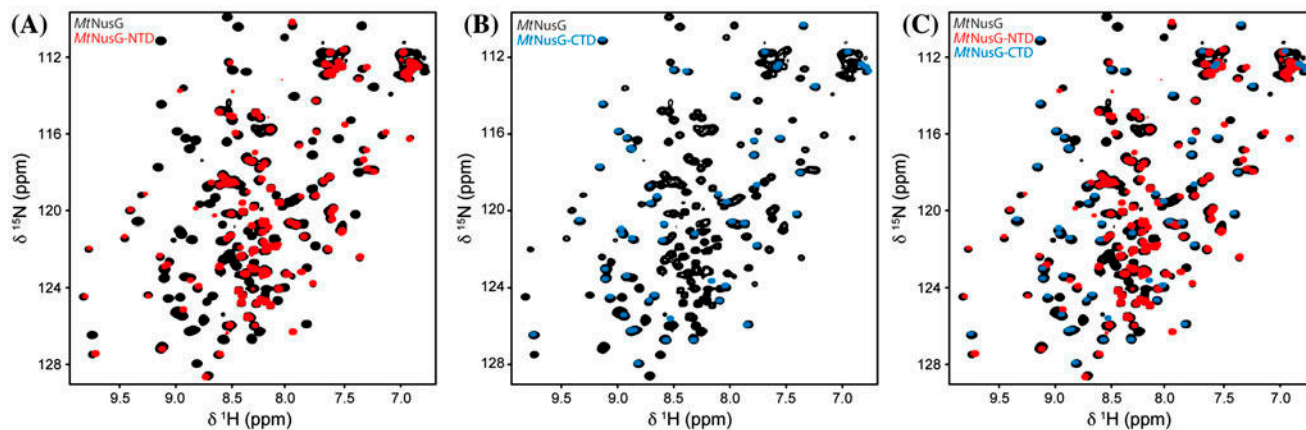 (A)
MtNusG
MtNusG-NTD
112
116
120
124
128
δ 15N (ppm)
9.5 9.0 8.5 8.0 7.5 7.0
δ 1H (ppm)
(B)
MtNusG
MtNusG-CTD
112
116
120
124
128
δ 15N (ppm)
9.5 9.0 8.5 8.0 7.5 7.0
δ 1H (ppm)
(C)
MtNusG
MtNusG-NTD
MtNusG-CTD
112
116
120
124
128
δ 15N (ppm)
9.5 9.0 8.5 8.0 7.5 7.0
δ 1H (ppm)